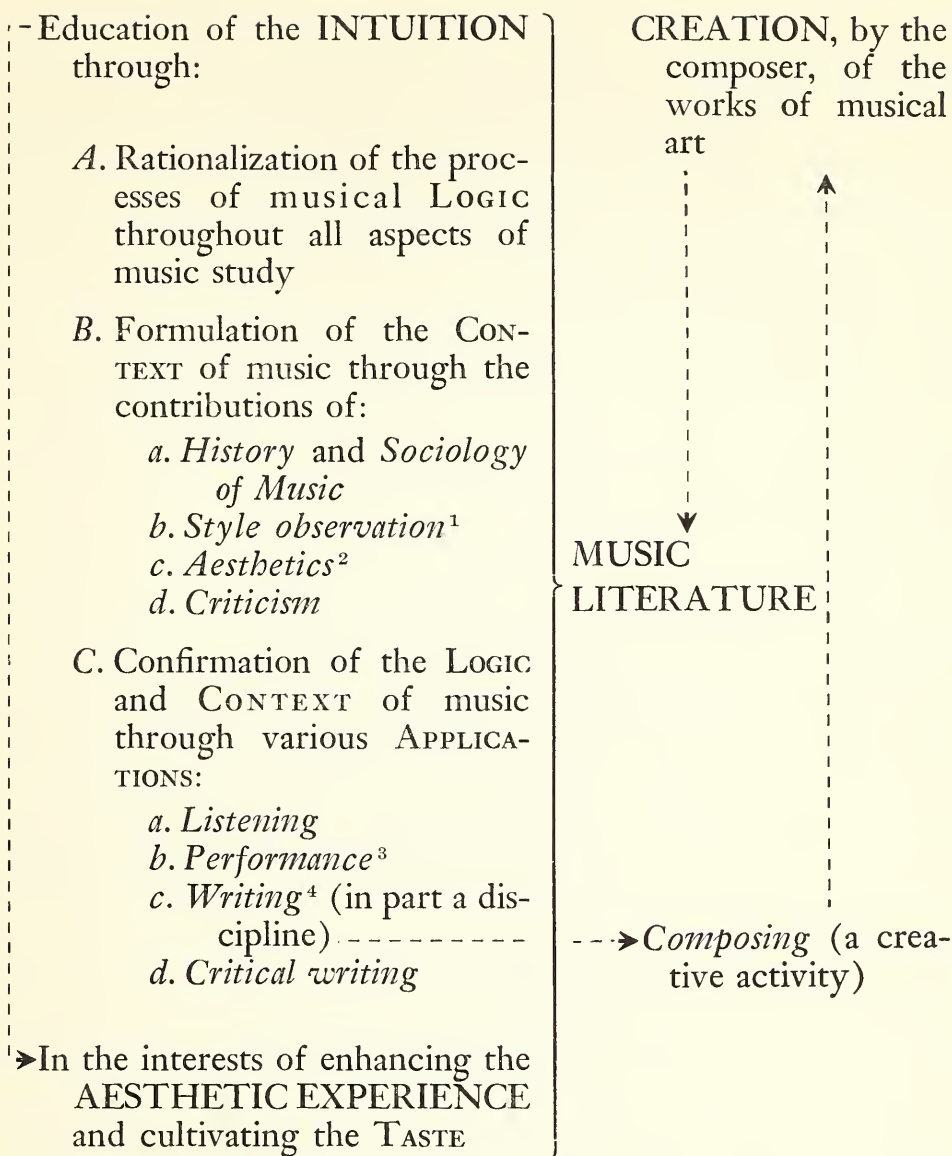 Education of the INTUITION
through:
A. Rationalization of the proc-
esses of musical LOGIC
throughout all aspects of
music study
B. Formulation of the CON-
TEXT of music through the
contributions of:
a. History and Sociology
of Music
b. Style observation¹
c. Aesthetics²
d. Criticism
C. Confirmation of the LOGIC
and CONTEXT of music
through various APPLICA-
TIONS:
a. Listening
b. Performance³
c. Writing⁴ (in part a dis-
cipline)
d. Critical writing
In the interests of enhancing the
AESTHETIC EXPERIENCE
and cultivating the TASTE
CREATION, by the
composer, of the
works of musical
art
MUSIC
LITERATURE
Composing (a crea-
tive activity)